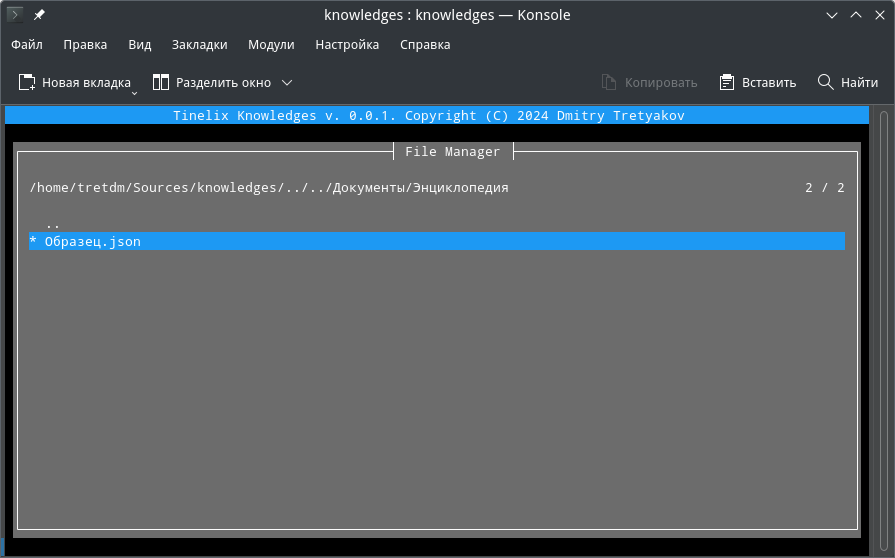 knowledges : knowledges — Konsole
Файл Правка Вид Закладки Модули Настройка Справка
Новая вкладка Разделить окно Копировать Вставить Найти
Tinelix Knowledges v. 0.0.1. Copyright (C) 2024 Dmitry Tretyakov
File Manager
/home/tretdm/Sources/knowledges/../../Документы/Энциклопедия 2 / 2
..
* Образец.json